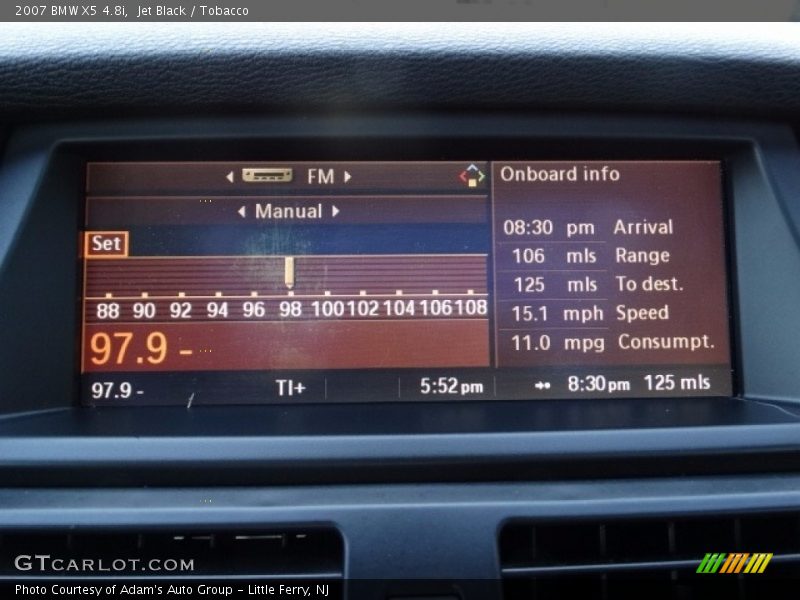 2007 BMW X5 4.8i, Jet Black / Tobacco
FM
Manual
Set
88 90 92 94 96 98 100 102 104 106 108
97.9 -
Onboard info
08:30 pm Arrival
106 mls Range
125 mls To dest.
15.1 mph Speed
11.0 mpg Consumpt.
97.9 - TI+ 5:52 pm 8:30 pm 125 mls
GTCARLOT.COM
Photo Courtesy of Adam's Auto Group - Little Ferry, NJ